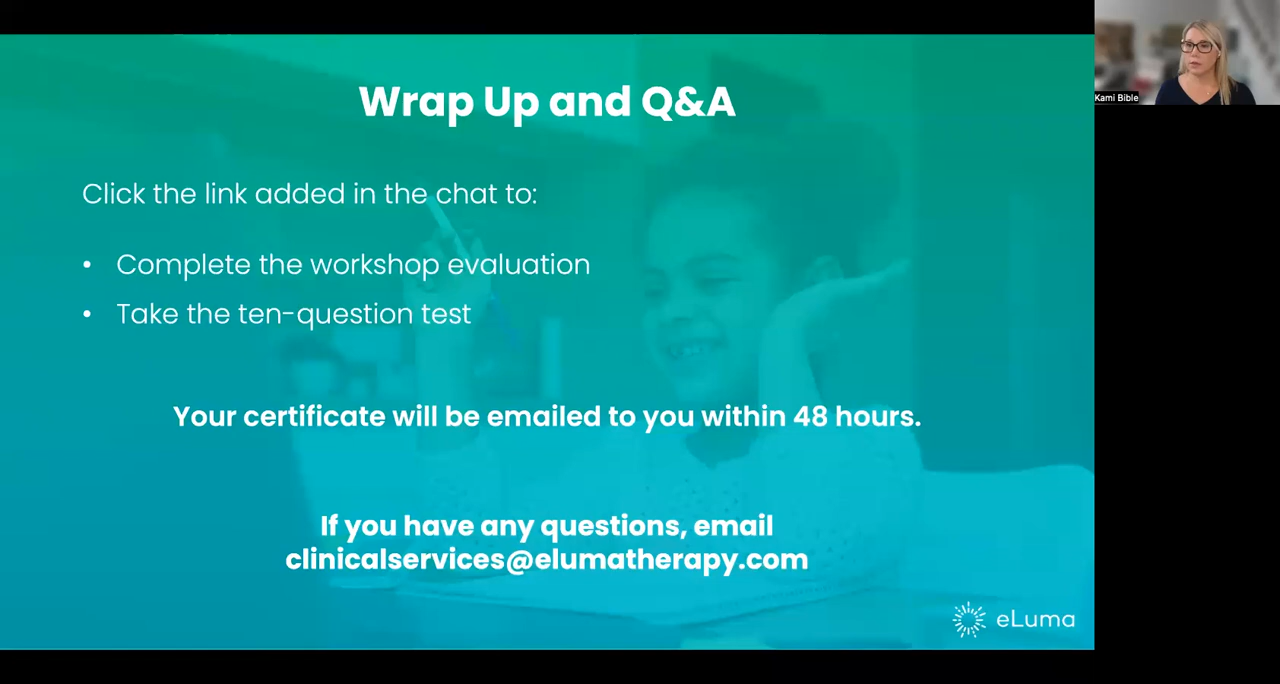 Wrap Up and Q&A
Kami Bible
Click the link added in the chat to:
• Complete the workshop evaluation
• Take the ten-question test
Your certificate will be emailed to you within 48 hours.
If you have any questions, email
clinicalservices@elumatherapy.com
eLuma